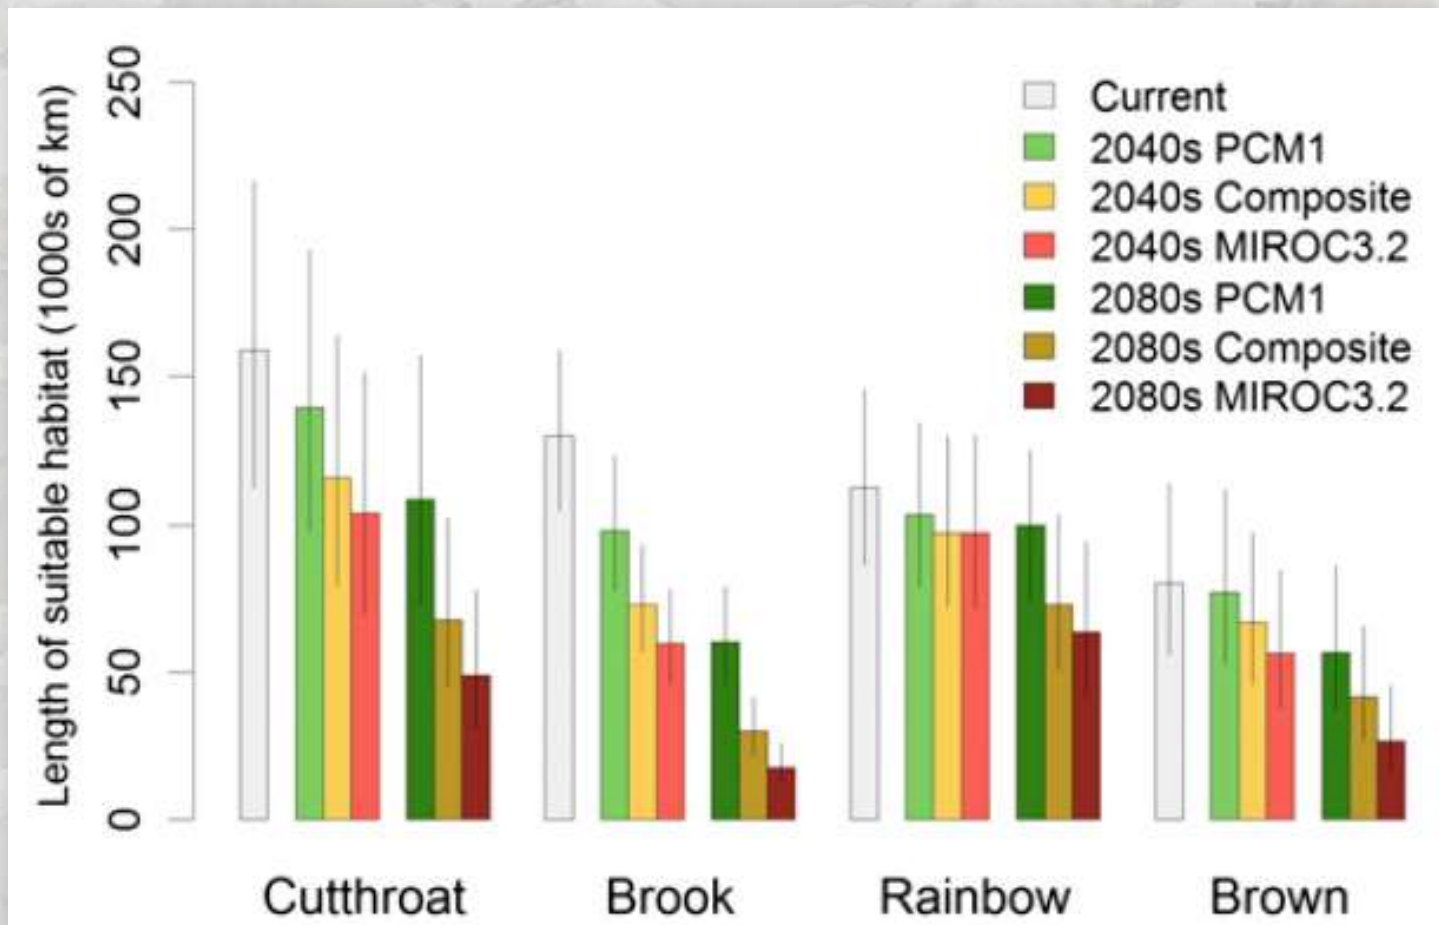 Length of suitable habitat (1000s of km)
250
200
150
100
50
0
Current
2040s PCM1
2040s Composite
2040s MIROC3.2
2080s PCM1
2080s Composite
2080s MIROC3.2
Cutthroat
Brook
Rainbow
Brown